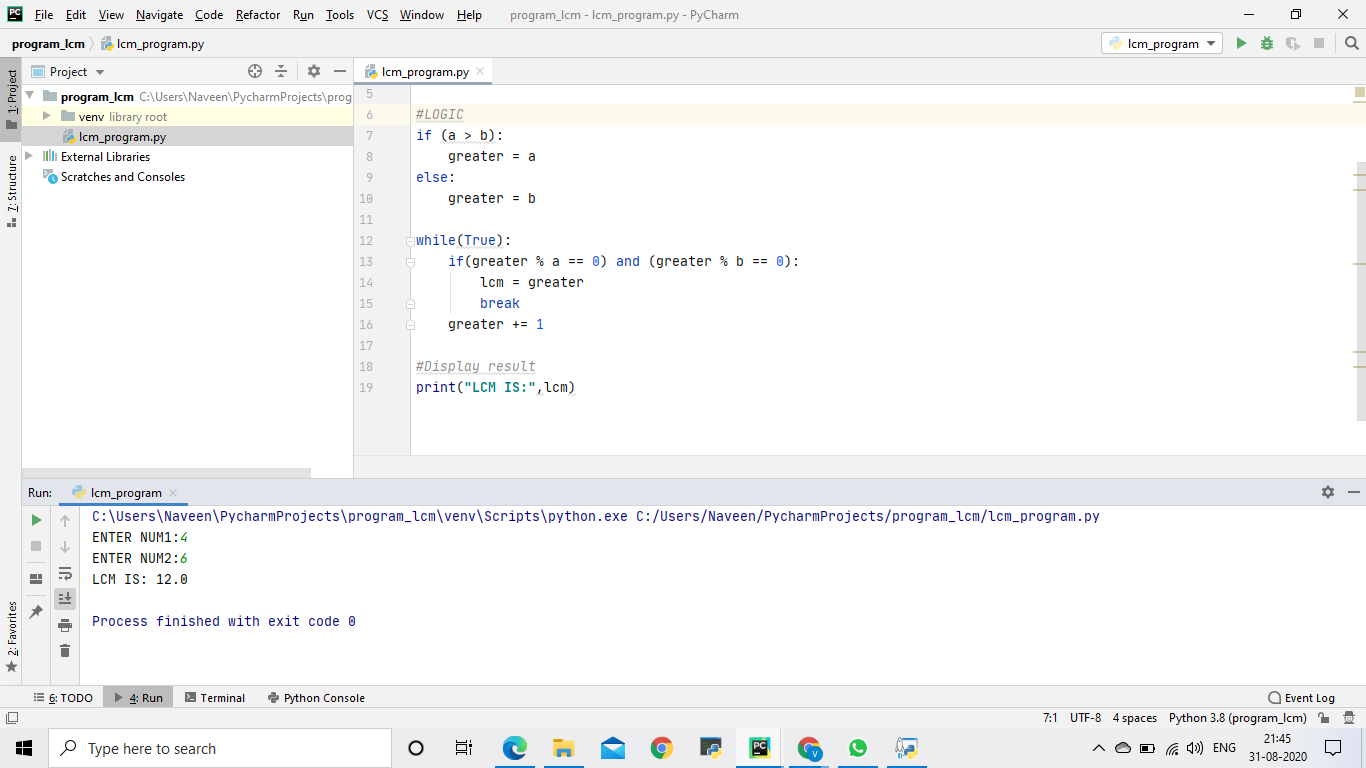 File Edit View Navigate Code Refactor Run Tools VCS Window Help program_lcm - lcm_program.py - PyCharm
program_lcm lcm_program.py lcm_program
1: Project
7: Structure
2: Favorites
Project
program_lcm C:\Users\Naveen\PycharmProjects\prog
venv library root
lcm_program.py
External Libraries
Scratches and Consoles
lcm_program.py
5
6 #LOGIC
7 if (a > b):
8 greater = a
9 else:
10 greater = b
11
12 while(True):
13 if(greater % a == 0) and (greater % b == 0):
14 lcm = greater
15 break
16 greater += 1
17
18 #Display result
19 print("LCM IS:",lcm)
Run: lcm_program
C:\Users\Naveen\PycharmProjects\program_lcm\venv\Scripts\python.exe C:/Users/Naveen/PycharmProjects/program_lcm/lcm_program.py
ENTER NUM1:4
ENTER NUM2:6
LCM IS: 12.0
Process finished with exit code 0
6: TODO 4: Run Terminal Python Console Event Log
7:1 UTF-8 4 spaces Python 3.8 (program_lcm)
Type here to search
ENG
21:45
31-08-2020